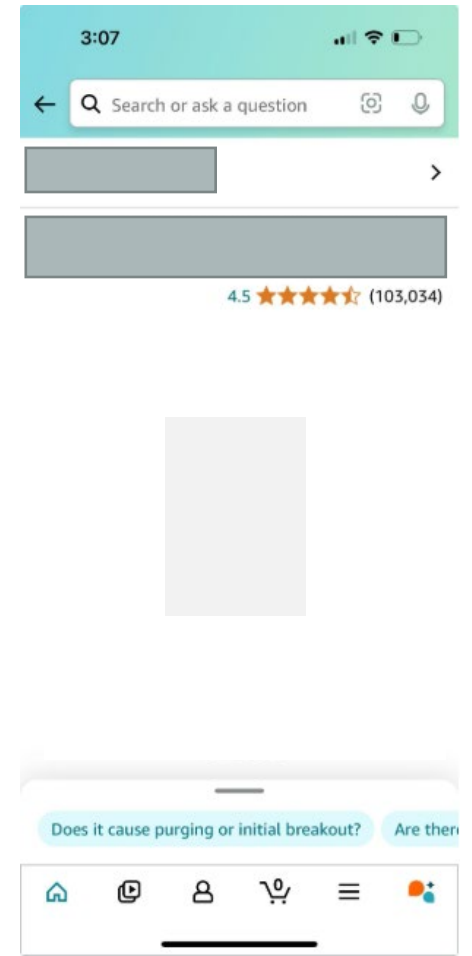 3:07
Search or ask a question
4.5 (103,034)
Does it cause purging or initial breakout? Are ther
0